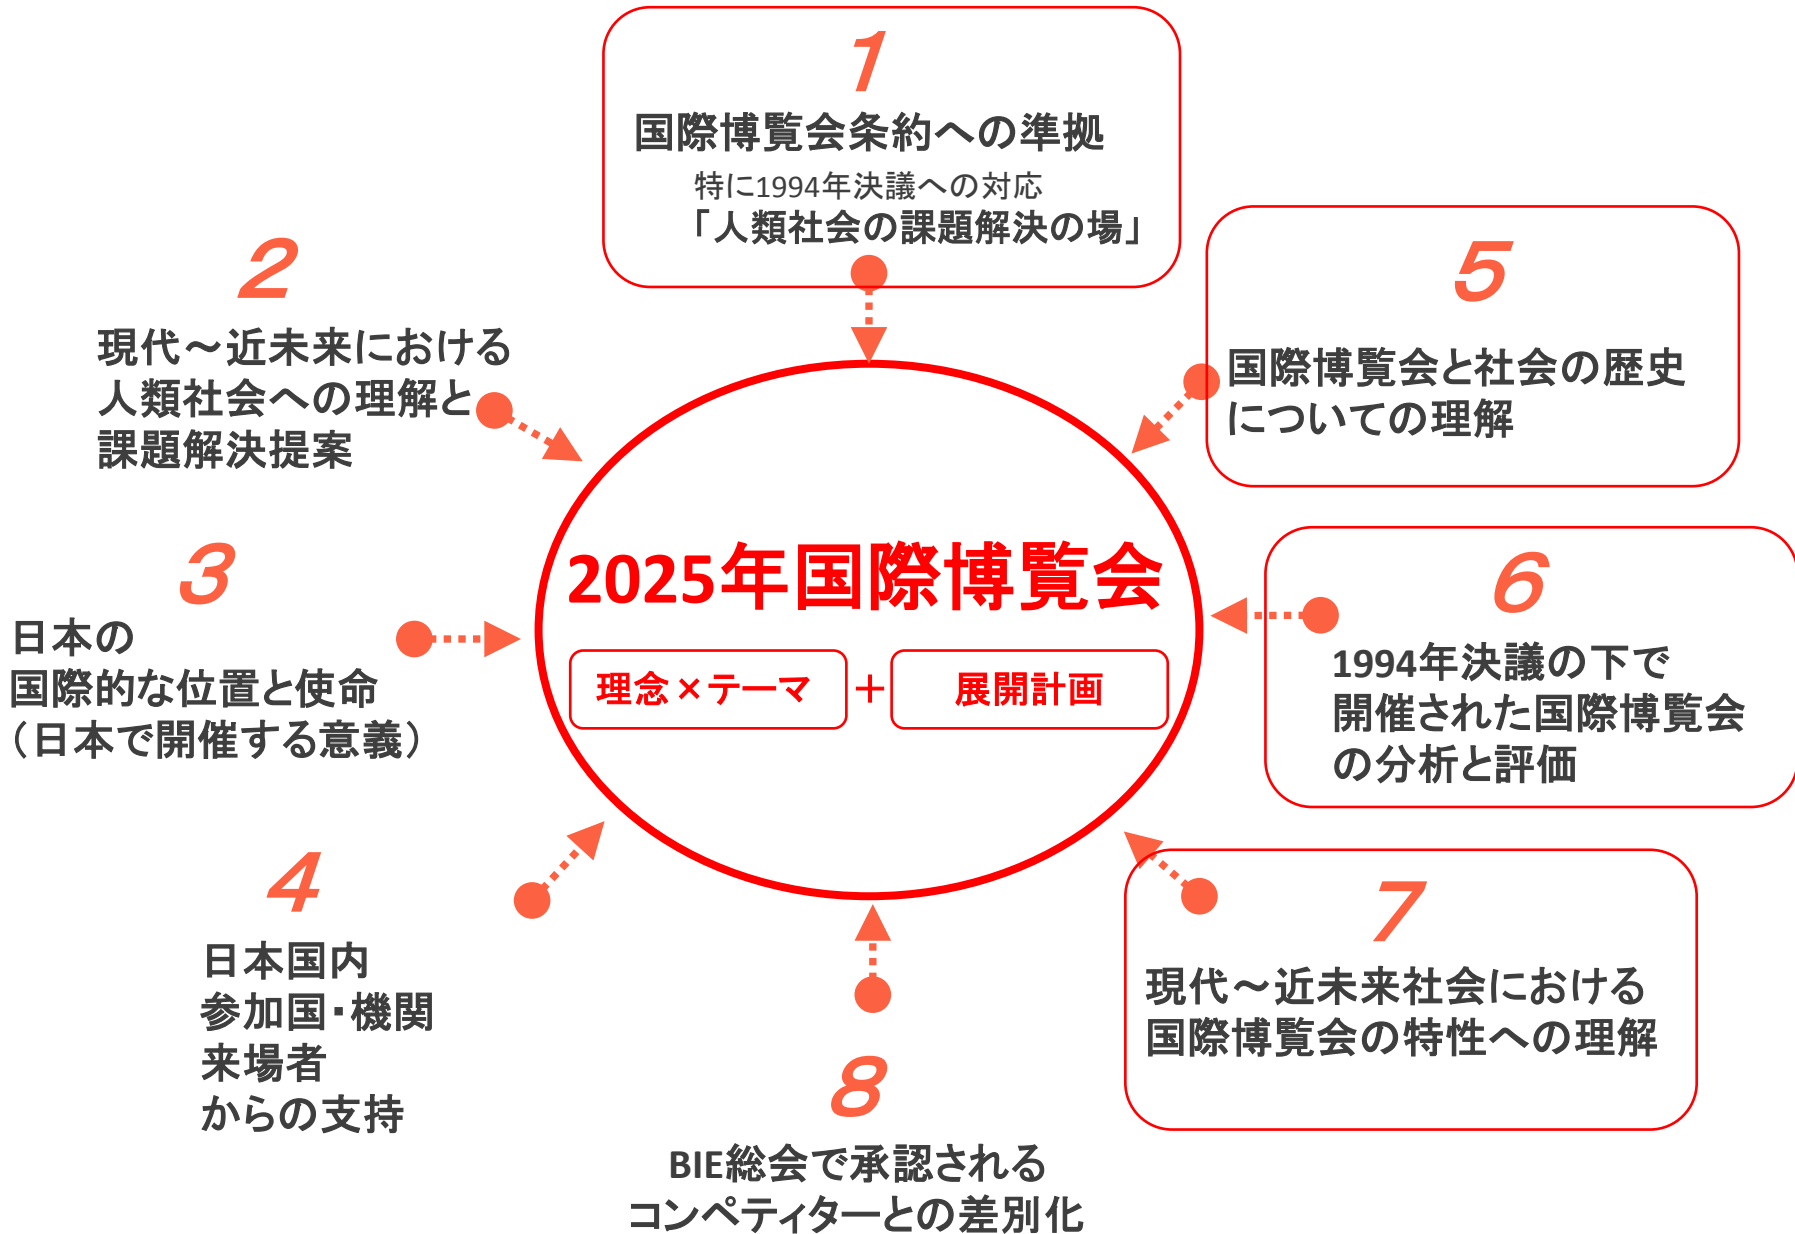 1
国際博覧会条約への準拠
特に1994年決議への対応
「人類社会の課題解決の場」
2
現代～近未来における
人類社会への理解と
課題解決提案
3
日本の
国際的な位置と使命
（日本で開催する意義）
4
日本国内
参加国・機関
来場者
からの支持
2025年国際博覧会
理念×テーマ + 展開計画
5
国際博覧会と社会の歴史
についての理解
6
1994年決議の下で
開催された国際博覧会
の分析と評価
7
現代～近未来社会における
国際博覧会の特性への理解
8
BIE総会で承認される
コンペティターとの差別化